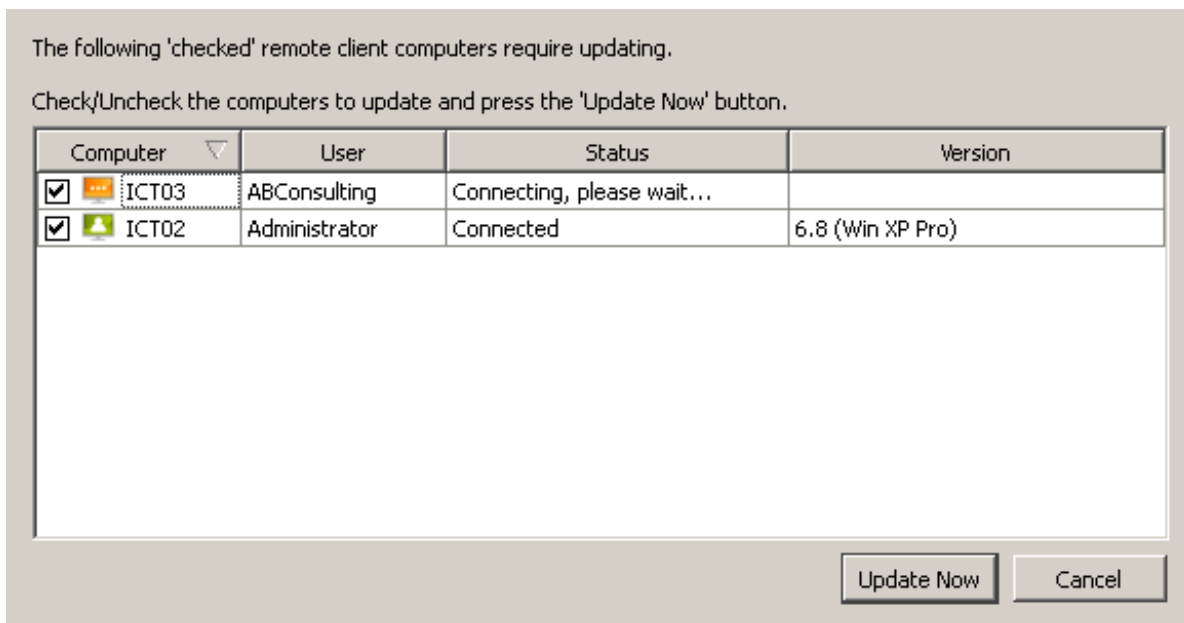 The following 'checked' remote client computers require updating.
Check/Uncheck the computers to update and press the 'Update Now' button.
Computer User Status Version
ICT03 ABConsulting Connecting, please wait...
ICT02 Administrator Connected 6.8 (Win XP Pro)
Update Now Cancel